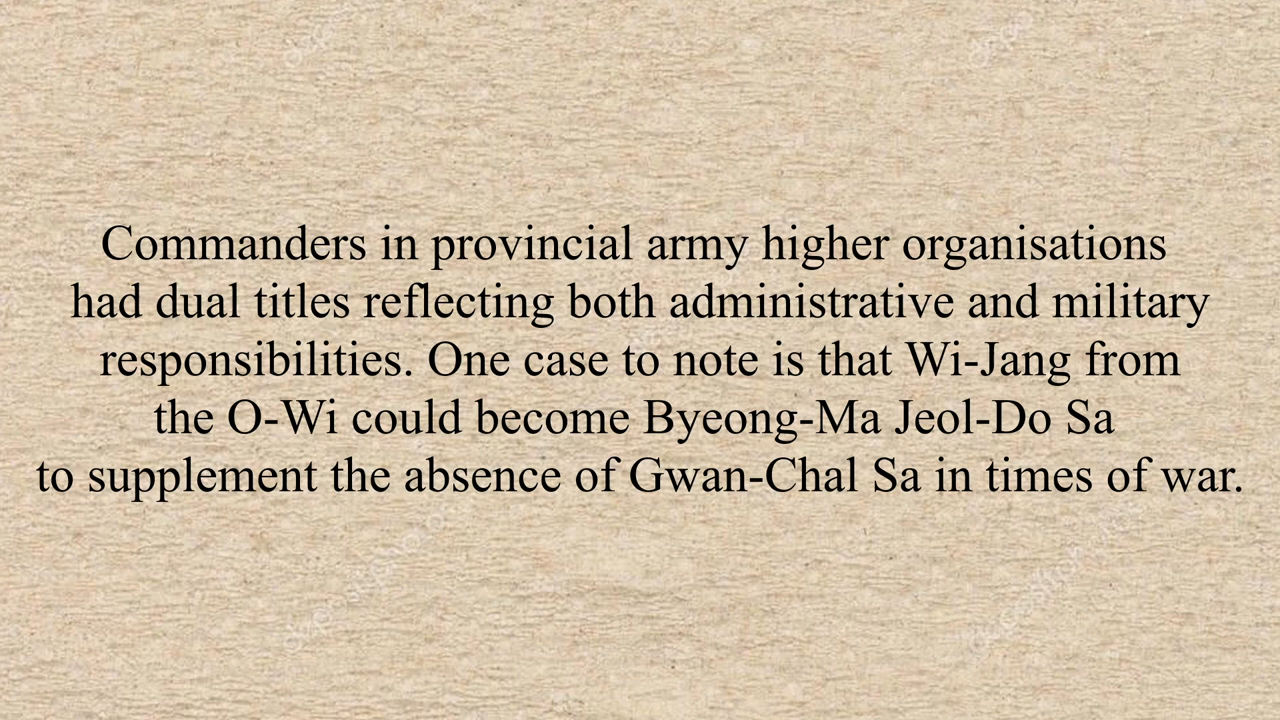 Commanders in provincial army higher organisations
had dual titles reflecting both administrative and military
responsibilities. One case to note is that Wi-Jang from
the O-Wi could become Byeong-Ma Jeol-Do Sa
to supplement the absence of Gwan-Chal Sa in times of war.